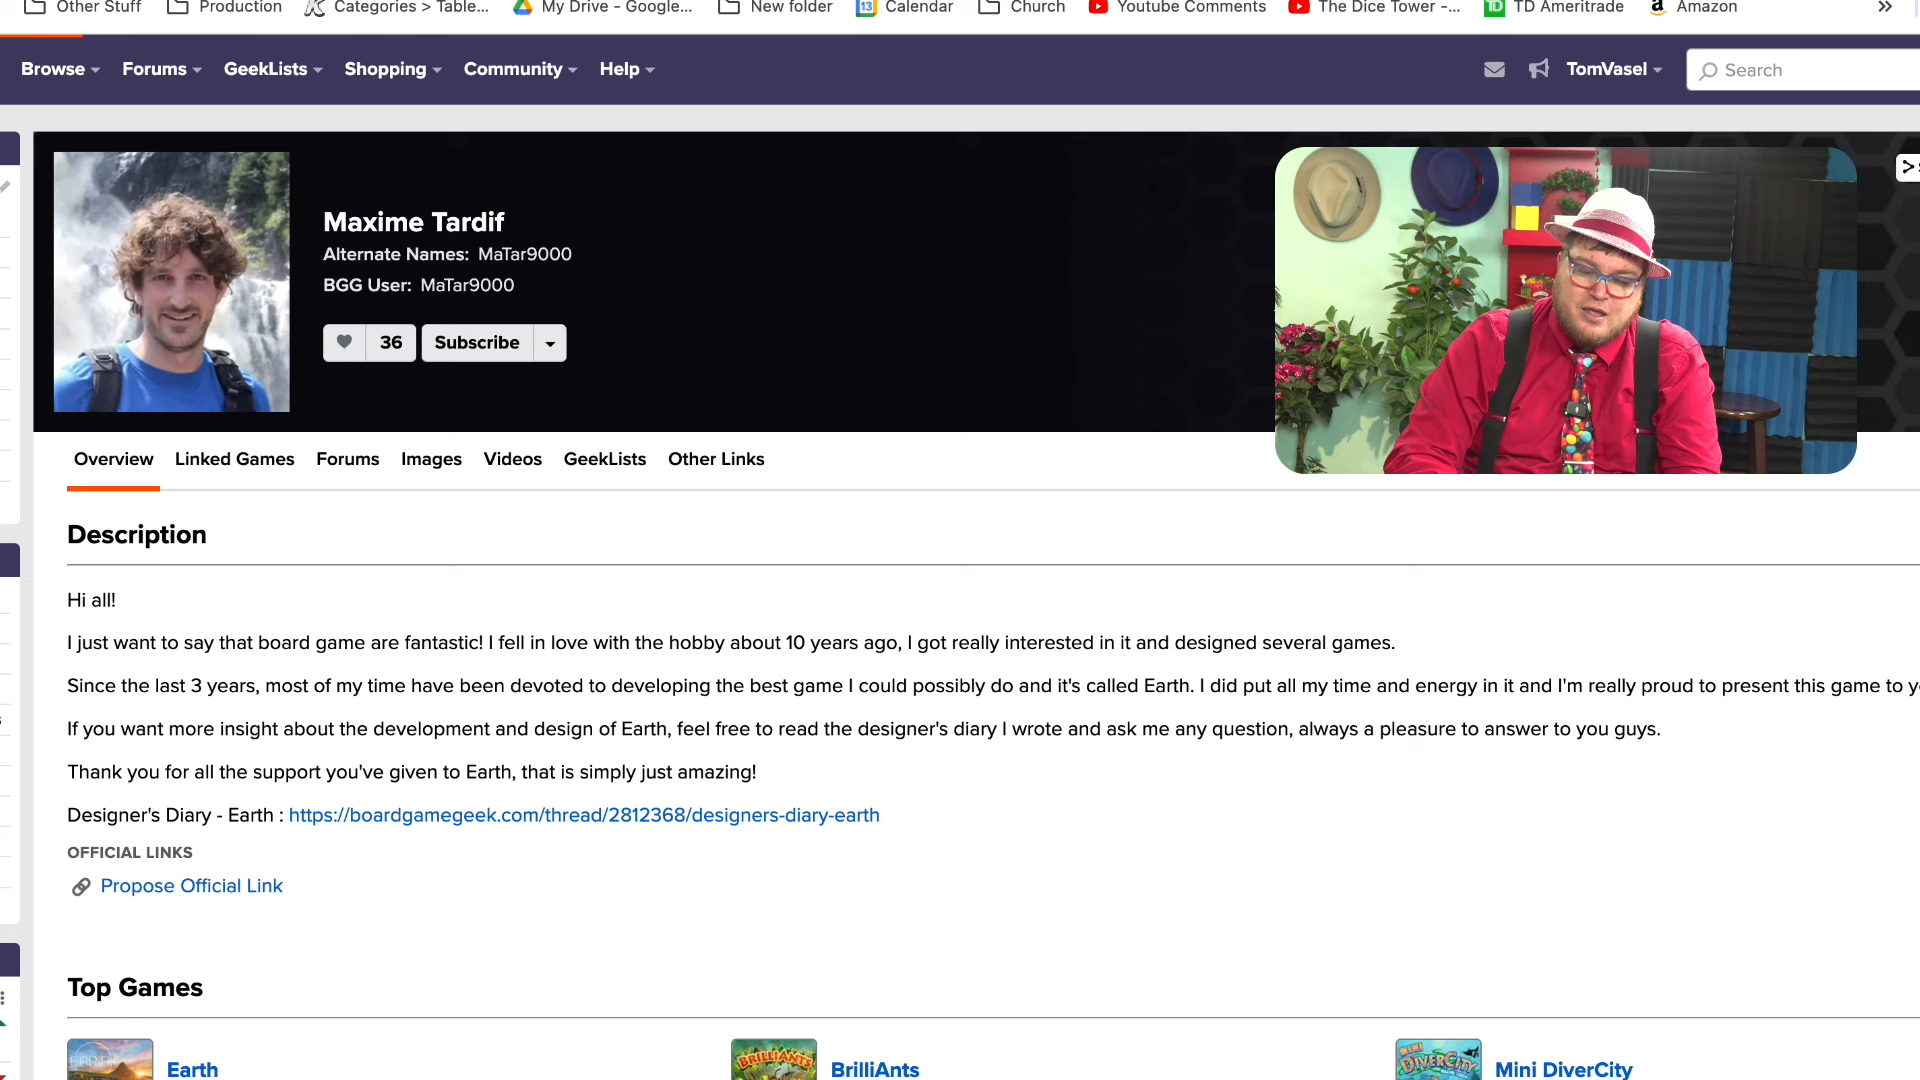 Other Stuff Production Categories > Table... My Drive - Google... New folder 13 Calendar Church Youtube Comments The Dice Tower -... TD TD Ameritrade a Amazon »
Browse Forums GeekLists Shopping Community Help TomVasel Search
Maxime Tardif
Alternate Names: MaTar9000
BGG User: MaTar9000
36 Subscribe
Overview Linked Games Forums Images Videos GeekLists Other Links
Description
Hi all!
I just want to say that board game are fantastic! I fell in love with the hobby about 10 years ago, I got really interested in it and designed several games.
Since the last 3 years, most of my time have been devoted to developing the best game I could possibly do and it's called Earth. I did put all my time and energy in it and I'm really proud to present this game to
If you want more insight about the development and design of Earth, feel free to read the designer's diary I wrote and ask me any question, always a pleasure to answer to you guys.
Thank you for all the support you've given to Earth, that is simply just amazing!
Designer's Diary - Earth : https://boardgamegeek.com/thread/2812368/designers-diary-earth
OFFICIAL LINKS
Propose Official Link
Top Games
EARTH Earth BRILLIANTS BrilliAnts MINI DIVERCITY Mini DiverCity